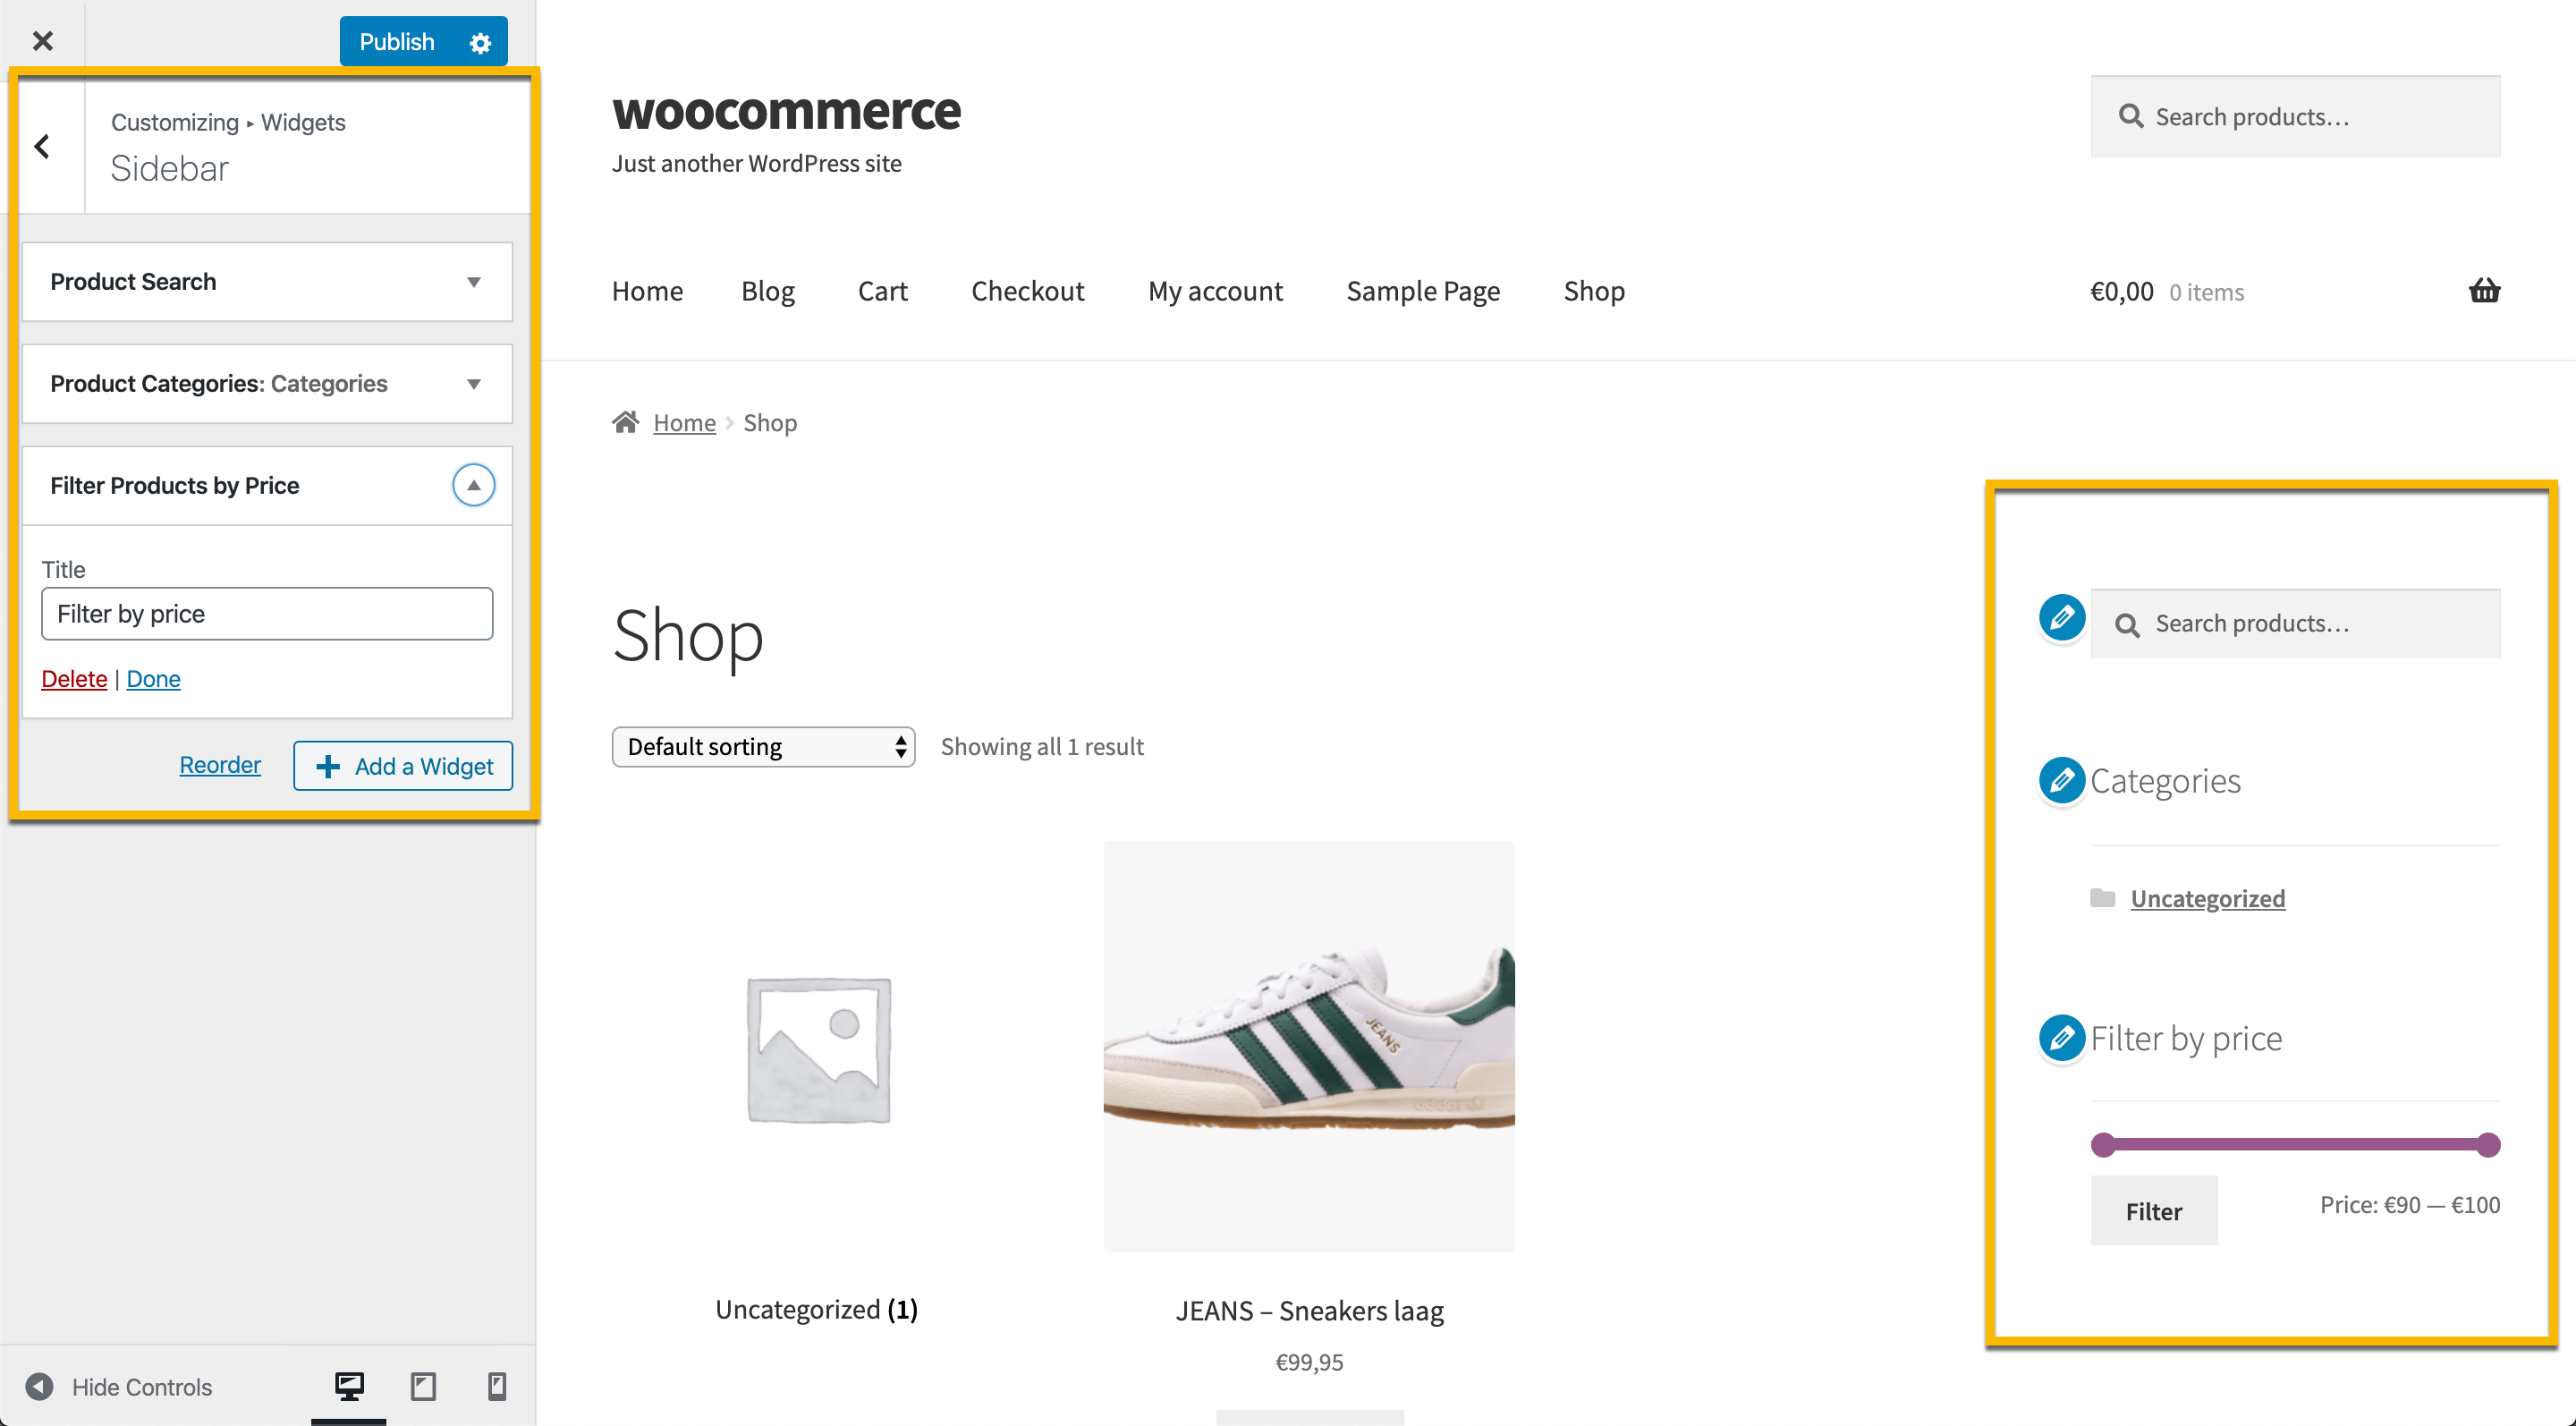 Publish
Customizing ▸ Widgets
Sidebar
Product Search
Product Categories: Categories
Filter Products by Price
Title
Filter by price
Delete | Done
Reorder
Add a Widget
Hide Controls
woocommerce
Just another WordPress site
Search products…
Home Blog Cart Checkout My account Sample Page Shop
€0,00 0 items
Home Shop
Shop
Default sorting
Showing all 1 result
JEANS
adidas
Uncategorized (1)
JEANS – Sneakers laag
€99,95
Search products…
Categories
Uncategorized
Filter by price
Filter
Price: €90 — €100